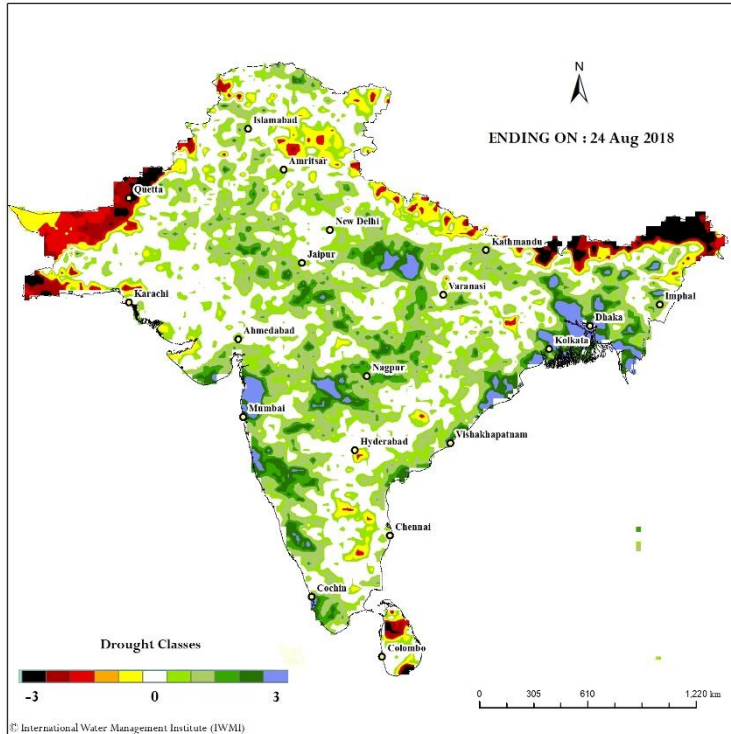 N
ENDING ON : 24 Aug 2018
Islamabad
Amritsar
Quetta
New Delhi
Kathmandu
Jaipur
Varanasi
Karachi
Imphal
Dhaka
Ahmedabad
Kolkata
Nagpur
Mumbai
Hyderabad
Vishakhapatnam
Chennai
Cochin
Colombo
Drought Classes
-3 0 3
0 305 610 1,220 km
© International Water Management Institute (IWMI)